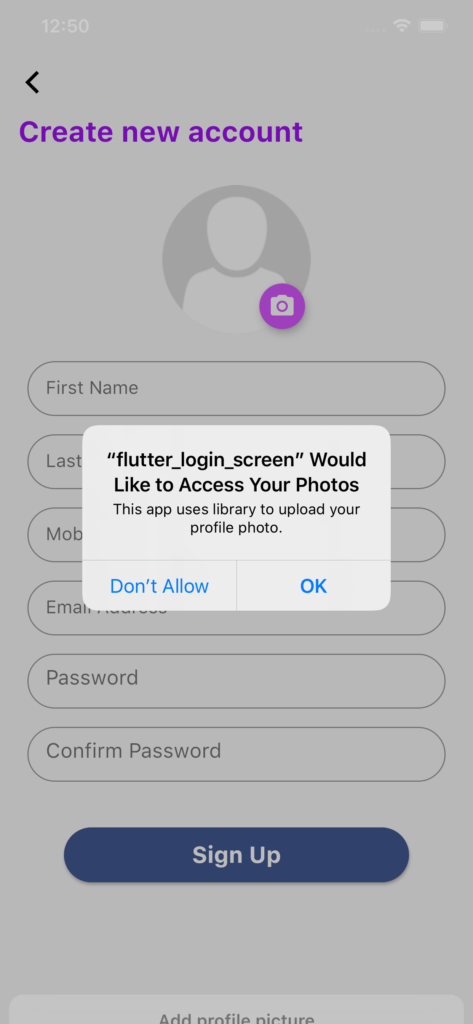 12:50
Create new account
First Name
Last
“flutter_login_screen” Would
Like to Access Your Photos
This app uses library to upload your
profile photo.
Mob
Don’t Allow
OK
Email Address
Password
Confirm Password
Sign Up
Add profile picture